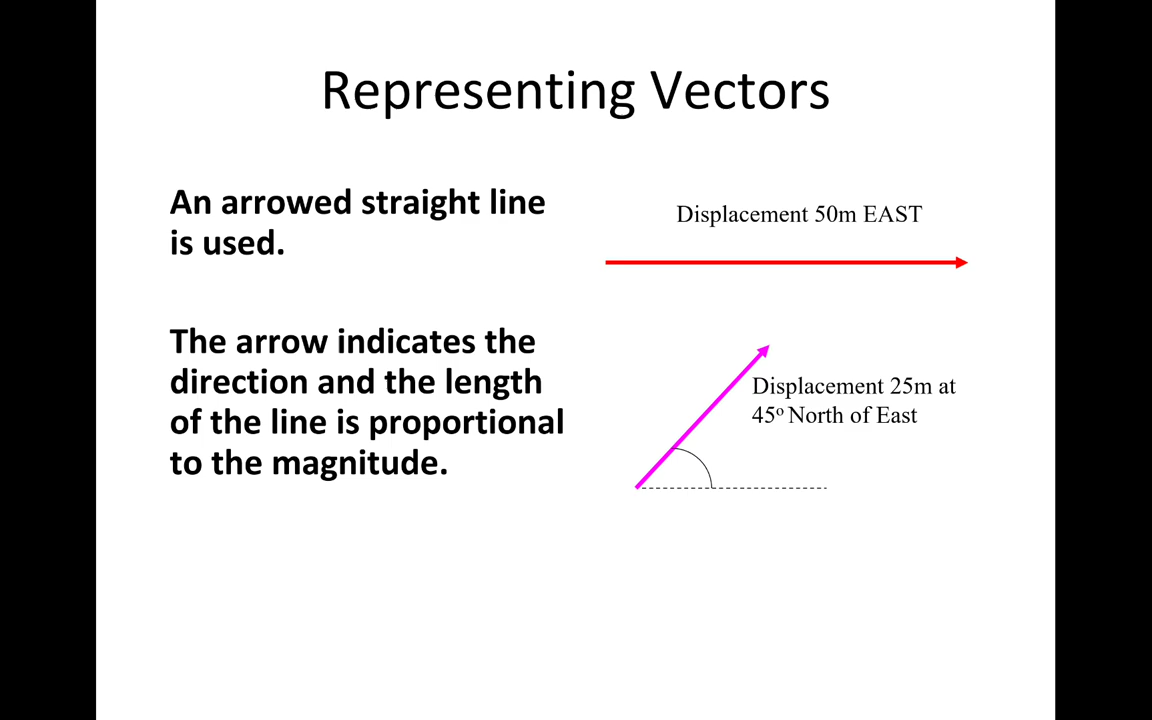 Representing Vectors
An arrowed straight line
is used.
Displacement 50m EAST
The arrow indicates the
direction and the length
of the line is proportional
to the magnitude.
Displacement 25m at
45º North of East